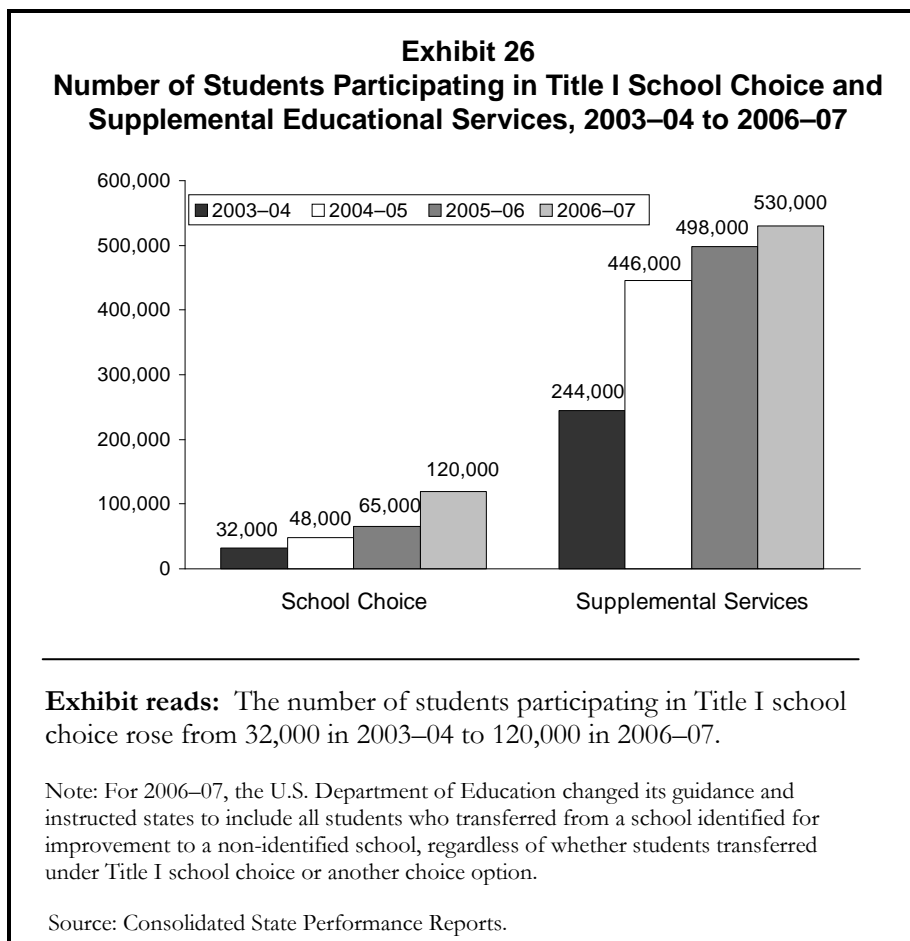 Exhibit 26
Number of Students Participating in Title I School Choice and
Supplemental Educational Services, 2003–04 to 2006–07
600,000
500,000
400,000
300,000
200,000
100,000
0
2003–04 2004–05 2005–06 2006–07
32,000
48,000
65,000
120,000
244,000
446,000
498,000
530,000
School Choice Supplemental Services
Exhibit reads: The number of students participating in Title I school
choice rose from 32,000 in 2003–04 to 120,000 in 2006–07.
Note: For 2006–07, the U.S. Department of Education changed its guidance and
instructed states to include all students who transferred from a school identified for
improvement to a non-identified school, regardless of whether students transferred
under Title I school choice or another choice option.
Source: Consolidated State Performance Reports.